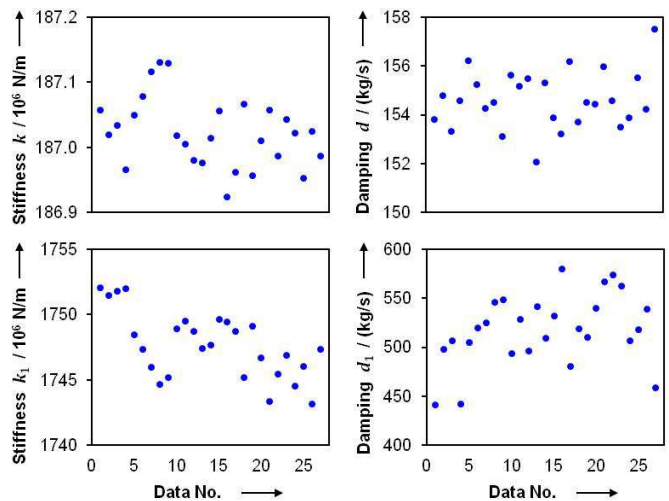 Stiffness k / 10⁶ N/m
187.2
187.1
187.0
186.9
Damping d / (kg/s)
158
156
154
152
150
Stiffness k₁ / 10⁶ N/m
1755
1750
1745
1740
0 5 10 15 20 25
Data No.
Damping d₁ / (kg/s)
600
550
500
450
400
0 5 10 15 20 25
Data No.